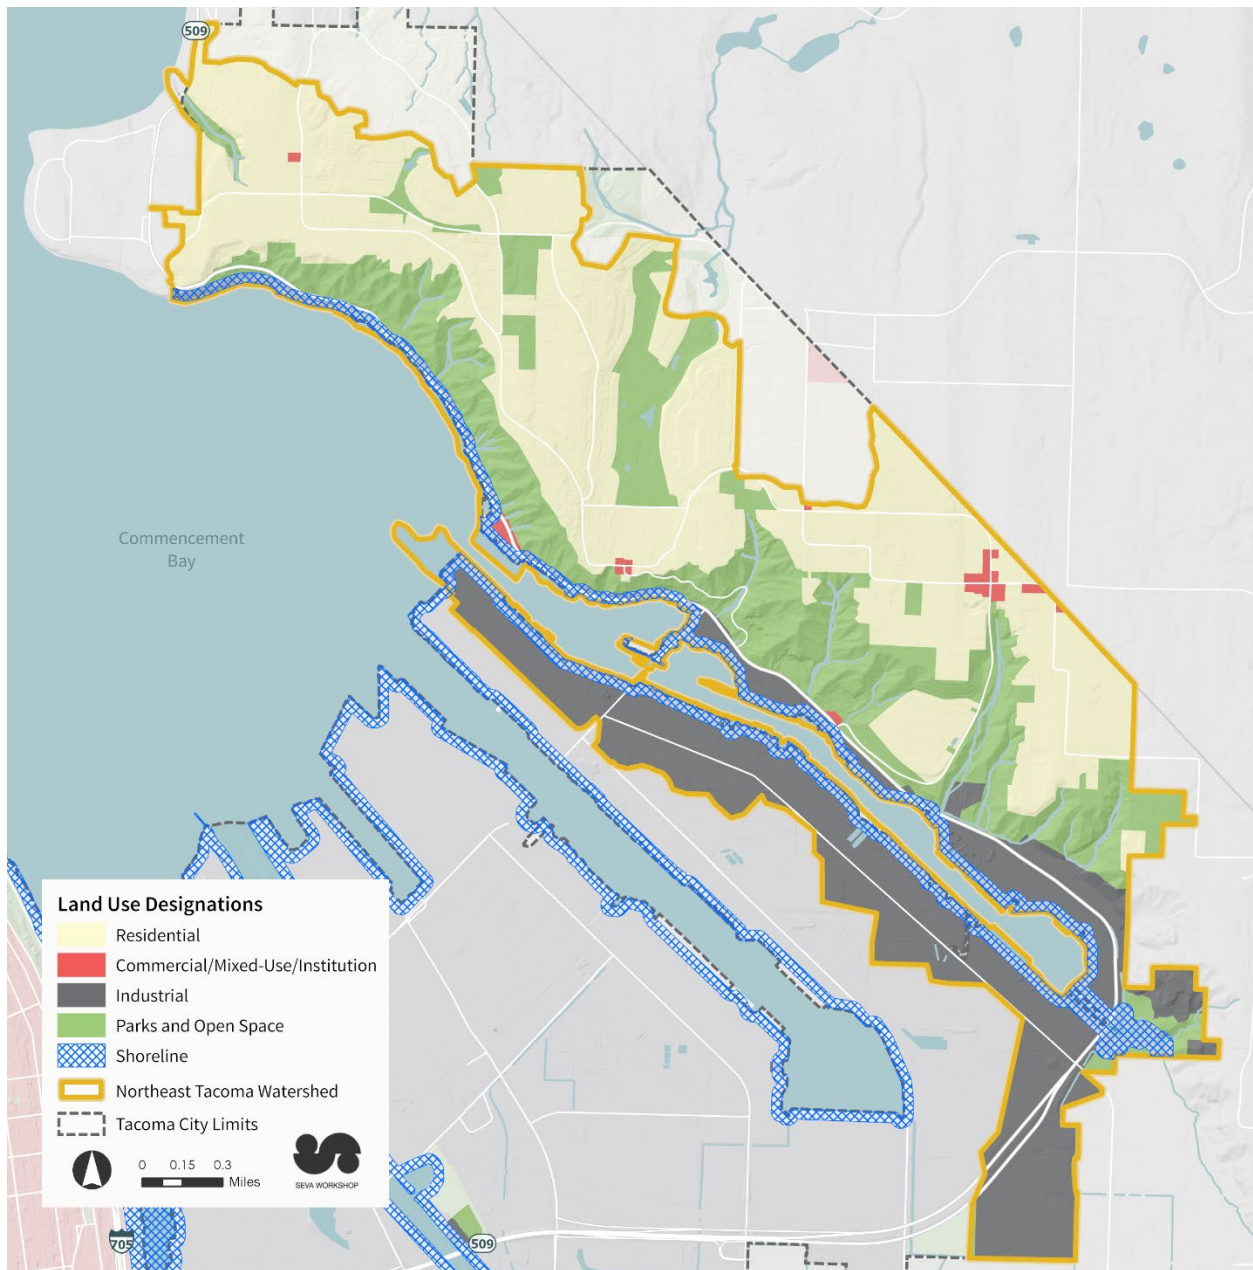 509
Commencement
Bay
Land Use Designations
Residential
Commercial/Mixed-Use/Institution
Industrial
Parks and Open Space
Shoreline
Northeast Tacoma Watershed
Tacoma City Limits
0 0.15 0.3
Miles
SEVA WORKSHOP
705
509